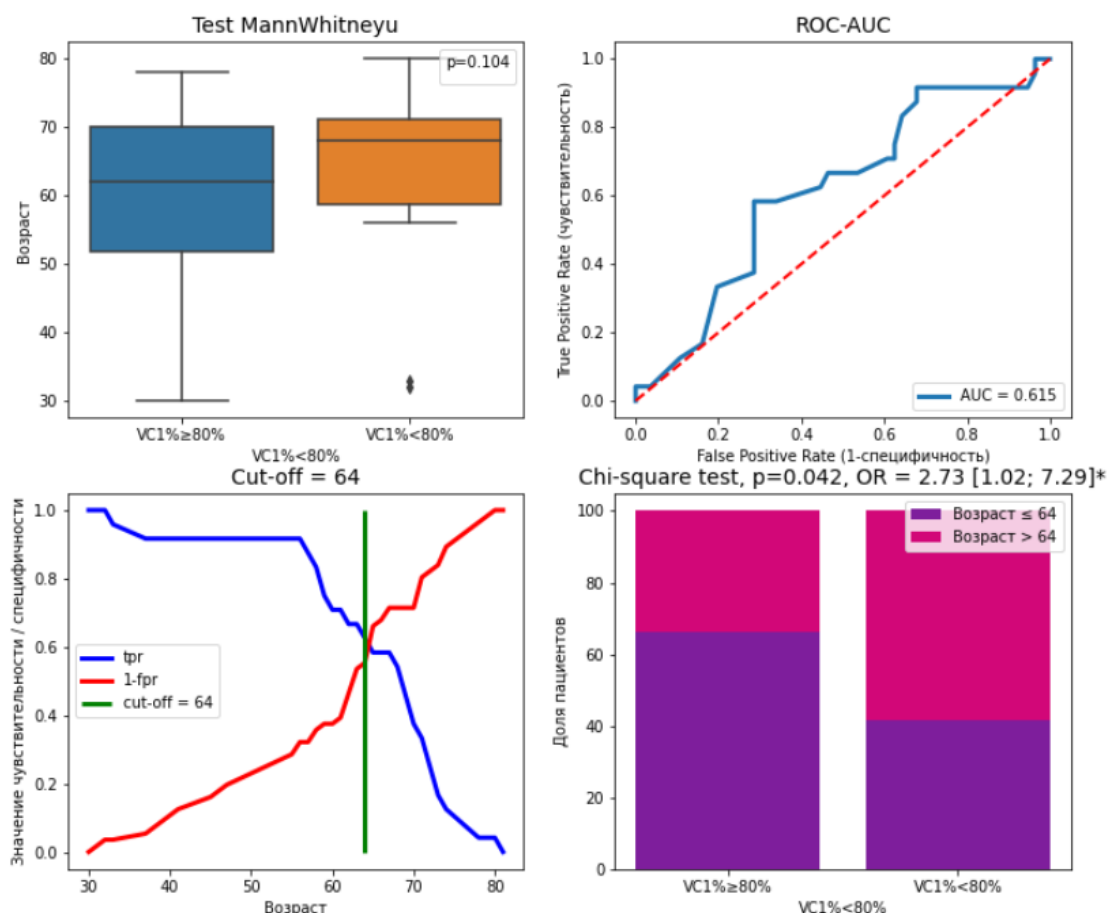 Test MannWhitneyu
80
70
60
50
40
30
Возраст
p=0.104
VC1%≥80%
VC1%<80%
VC1%<80%
ROC-AUC
1.0
0.8
0.6
0.4
0.2
0.0
True Positive Rate (чувствительность)
AUC = 0.615
0.0 0.2 0.4 0.6 0.8 1.0
False Positive Rate (1-специфичность)
Cut-off = 64
1.0
0.8
0.6
0.4
0.2
0.0
Значение чувствительности / специфичности
tpr
1-fpr
cut-off = 64
30 40 50 60 70 80
Возраст
Chi-square test, p=0.042, OR = 2.73 [1.02; 7.29]*
100
80
60
40
20
0
Доля пациентов
Возраст ≤ 64
Возраст > 64
VC1%≥80%
VC1%<80%
VC1%<80%